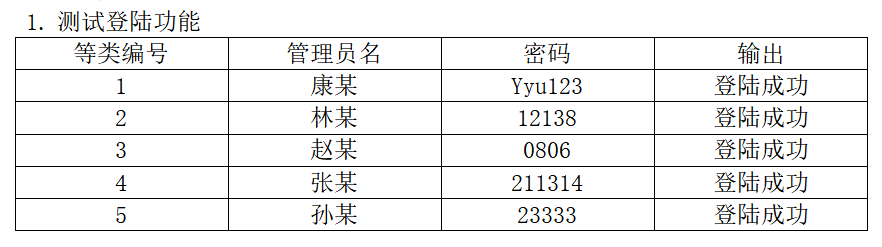 1. 测试登陆功能
等类编号 管理员名 密码 输出
1 康某 Yyu123 登陆成功
2 林某 12138 登陆成功
3 赵某 0806 登陆成功
4 张某 211314 登陆成功
5 孙某 23333 登陆成功